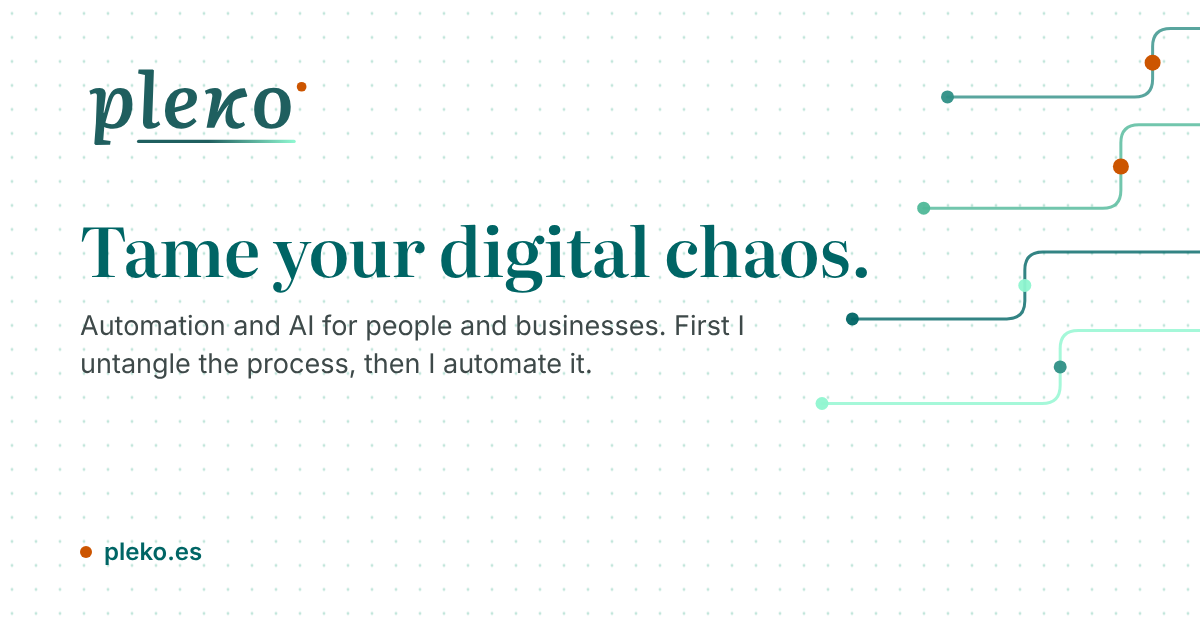 pleko
Tame your digital chaos.
Automation and AI for people and businesses. First I
untangle the process, then I automate it.
pleko.es